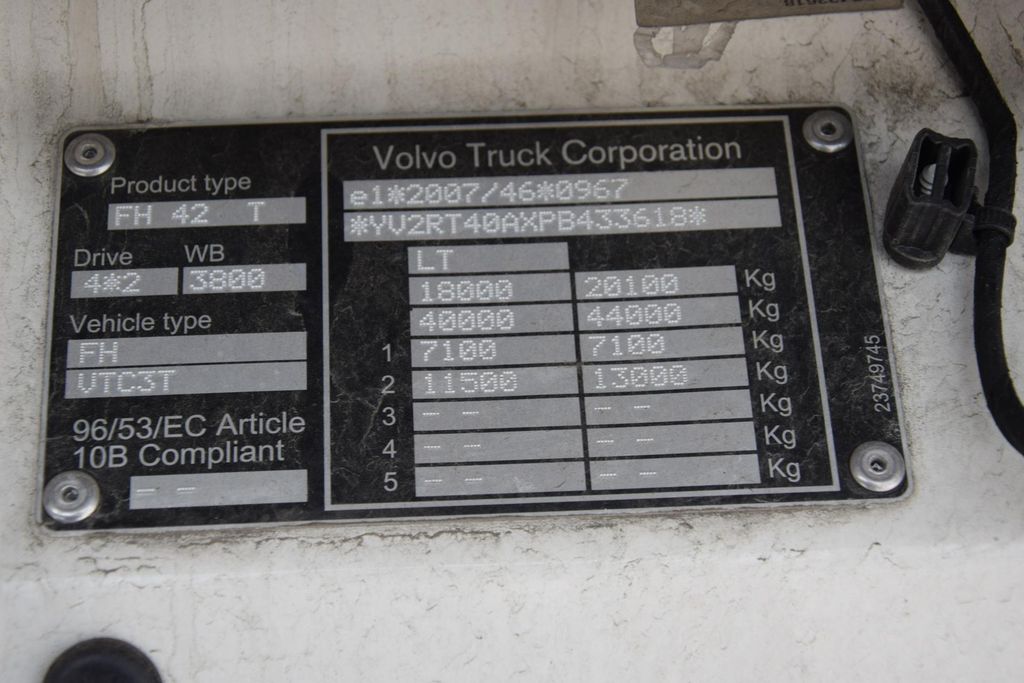 Volvo Truck Corporation
Product type
FH 42 T
Drive WB
4*2 3800
Vehicle type
FH
VTC3T
96/53/EC Article
10B Compliant
-- --
e1*2007/46*0967
*YV2RT40AXPB433618*
LT
18000 20100 Kg
40000 44000 Kg
1 7100 7100 Kg
2 11500 13000 Kg
3 -- -- -- -- Kg
4 -- -- -- -- Kg
5 -- -- -- -- Kg
23749745